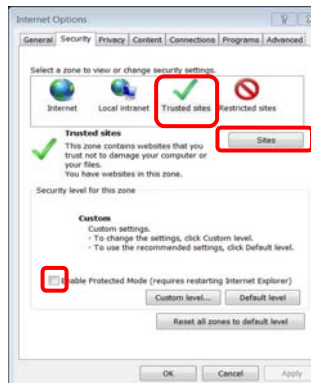 Internet Options
General Security Privacy Content Connections Programs Advanced
Select a zone to view or change security settings.
Internet Local intranet Trusted sites Restricted sites
Trusted sites
Sites
This zone contains websites that you
trust not to damage your computer or
your files.
You have websites in this zone.
Security level for this zone
Custom
Custom settings.
- To change the settings, click Custom level.
- To use the recommended settings, click Default level.
Enable Protected Mode (requires restarting Internet Explorer)
Custom level... Default level
Reset all zones to default level
OK Cancel Apply